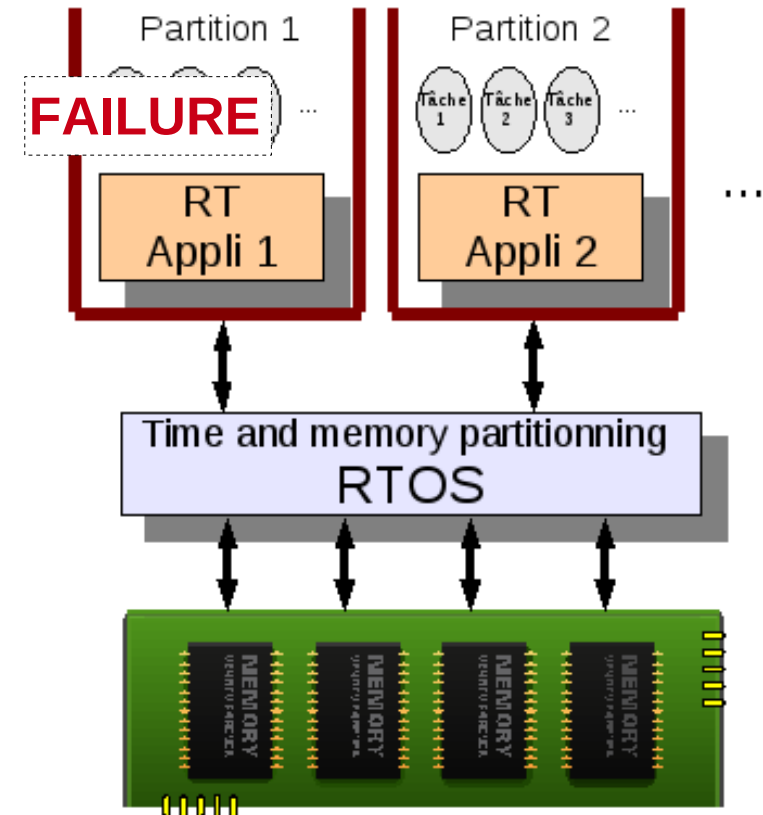 Partition 1
Partition 2
FAILURE
...
Tâche
1
Tâche
2
Tâche
3
...
...
RT
Appli 1
RT
Appli 2
Time and memory partitionning
RTOS
MEMORY
MEMORY
MEMORY
MEMORY